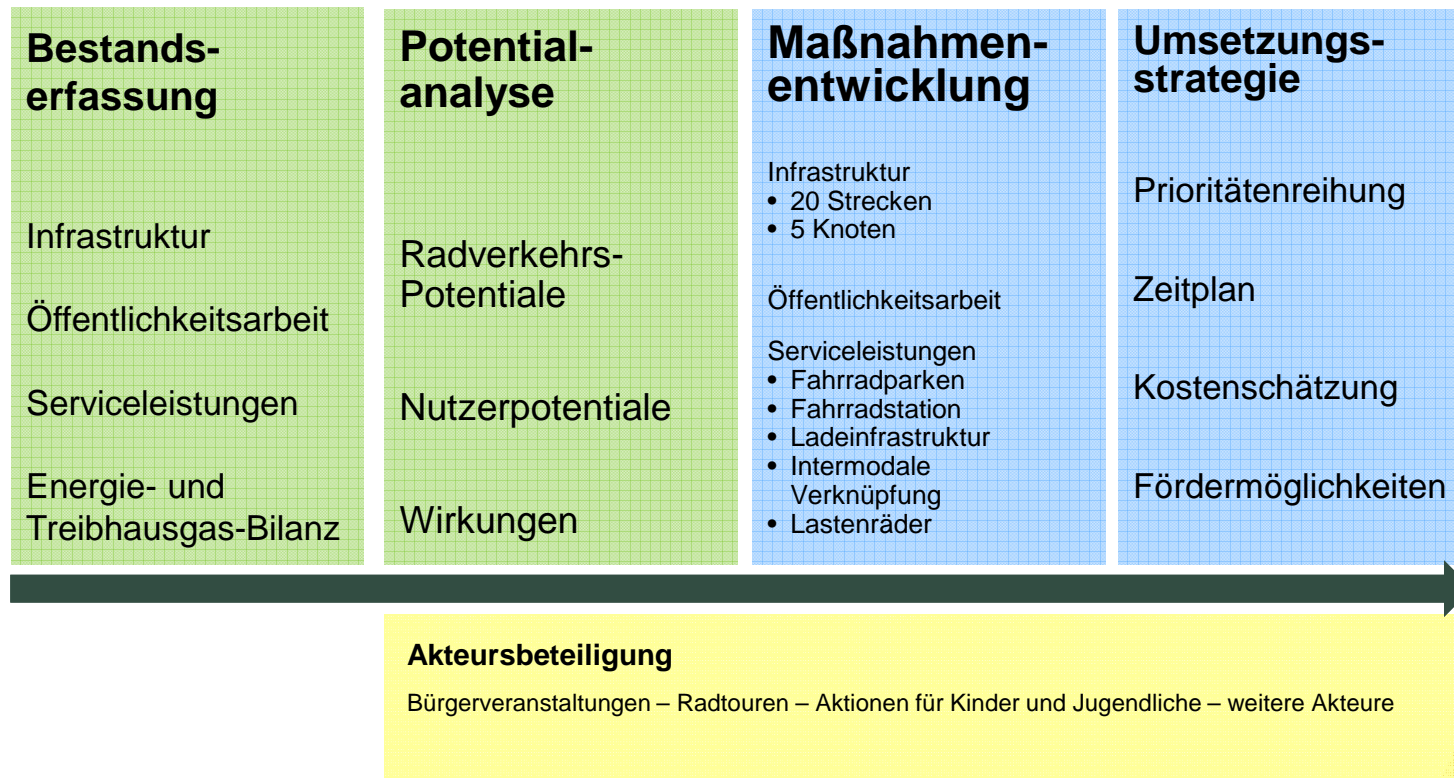 Bestands-
erfassung
Infrastruktur
Öffentlichkeitsarbeit
Serviceleistungen
Energie- und
Treibhausgas-Bilanz
Potential-
analyse
Radverkehrs-
Potentiale
Nutzerpotentiale
Wirkungen
Maßnahmen-
entwicklung
Infrastruktur
• 20 Strecken
• 5 Knoten
Öffentlichkeitsarbeit
Serviceleistungen
• Fahrradparken
• Fahrradstation
• Ladeinfrastruktur
• Intermodale
Verknüpfung
• Lastenräder
Umsetzungs-
strategie
Prioritätenreihung
Zeitplan
Kostenschätzung
Fördermöglichkeiten
Akteursbeteiligung
Bürgerveranstaltungen – Radtouren – Aktionen für Kinder und Jugendliche – weitere Akteure